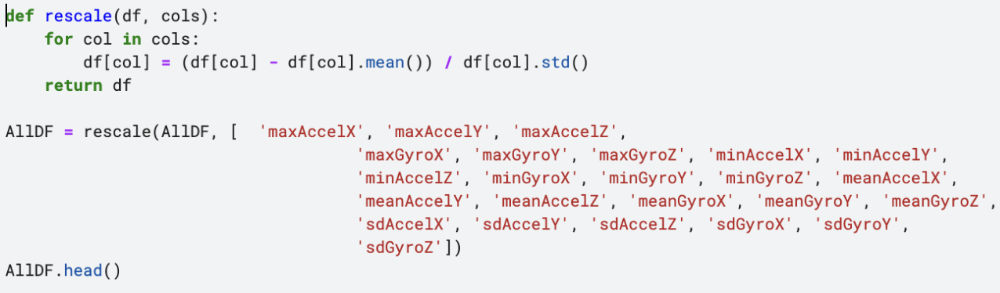 def rescale(df, cols):
    for col in cols:
        df[col] = (df[col] - df[col].mean()) / df[col].std()
    return df

AllDF = rescale(AllDF, [  'maxAccelX', 'maxAccelY', 'maxAccelZ',
                                    'maxGyroX', 'maxGyroY', 'maxGyroZ', 'minAccelX', 'minAccelY',
                                    'minAccelZ', 'minGyroX', 'minGyroY', 'minGyroZ', 'meanAccelX',
                                    'meanAccelY', 'meanAccelZ', 'meanGyroX', 'meanGyroY', 'meanGyroZ',
                                    'sdAccelX', 'sdAccelY', 'sdAccelZ', 'sdGyroX', 'sdGyroY',
                                    'sdGyroZ'])
AllDF.head()